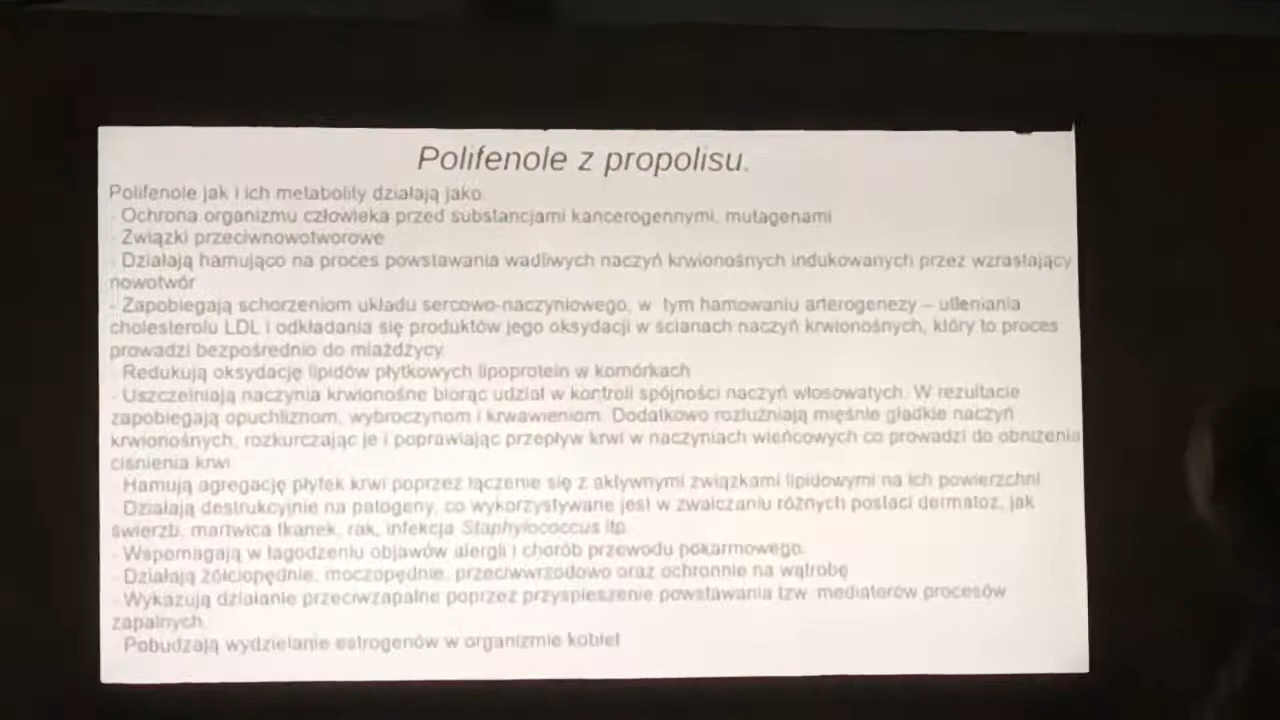 Polifenole z propolisu.
Polifenole jak i ich metabolity działają jako
- Ochrona organizmu człowieka przed substancjami kancerogennymi, mutagenami
- Związki przeciwnowotworowe
- Działają hamująco na proces powstawania wadliwych naczyń krwionośnych indukowanych przez wzrastający
nowotwór
- Zapobiegają schorzeniom układu sercowo-naczyniowego, w tym hamowaniu arterogenezy – utleniania
cholesterolu LDL i odkładania się produktów jego oksydacji w ścianach naczyń krwionośnych, który to proces
prowadzi bezpośrednio do miażdżycy
- Redukują oksydację lipidów płytkowych lipoprotein w komórkach
- Uszczelniają naczynia krwionośne biorąc udział w kontroli spójności naczyń włosowatych. W rezultacie
zapobiegają opuchliznom, wybroczynom i krwawieniom. Dodatkowo rozluźniają mięśnie gładkie naczyń
krwionośnych, rozkurczając je i poprawiając przepływ krwi w naczyniach wieńcowych co prowadzi do obniżenia
ciśnienia krwi
- Hamują agregację płytek krwi poprzez łączenie się z aktywnymi związkami lipidowymi na ich powierzchni
- Działają destrukcyjnie na patogeny, co wykorzystywane jest w zwalczaniu różnych postaci dermatoz, jak
świerzb, martwica tkanek, rak, infekcja Staphylococcus itp.
- Wspomagają w łagodzeniu objawów alergii i chorób przewodu pokarmowego.
- Działają żółciopędnie, moczopędnie, przeciwwrzodowo oraz ochronnie na wątrobę
- Wykazują działanie przeciwzapalne poprzez przyspieszenie powstawania tzw. mediatorów procesów
zapalnych.
- Pobudzają wydzielanie estrogenów w organizmie kobiet